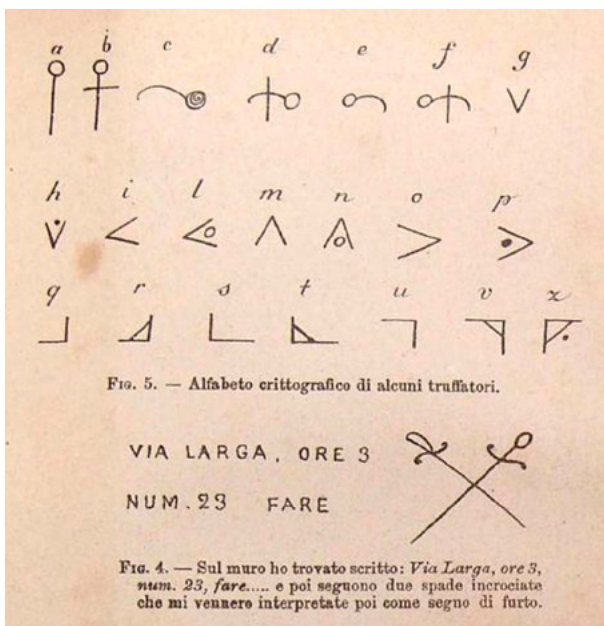 a b c d e f g
h i l m n o p
q r s t u v z
FIG. 5. — Alfabeto crittografico di alcuni truffatori.
VIA LARGA, ORE 3
NUM. 23 FARE
FIG. 4. — Sul muro ho trovato scritto: Via Larga, ore 3,
num. 23, fare..... e poi seguono due spade incrociate
che mi vennero interpretate poi come segno di furto.